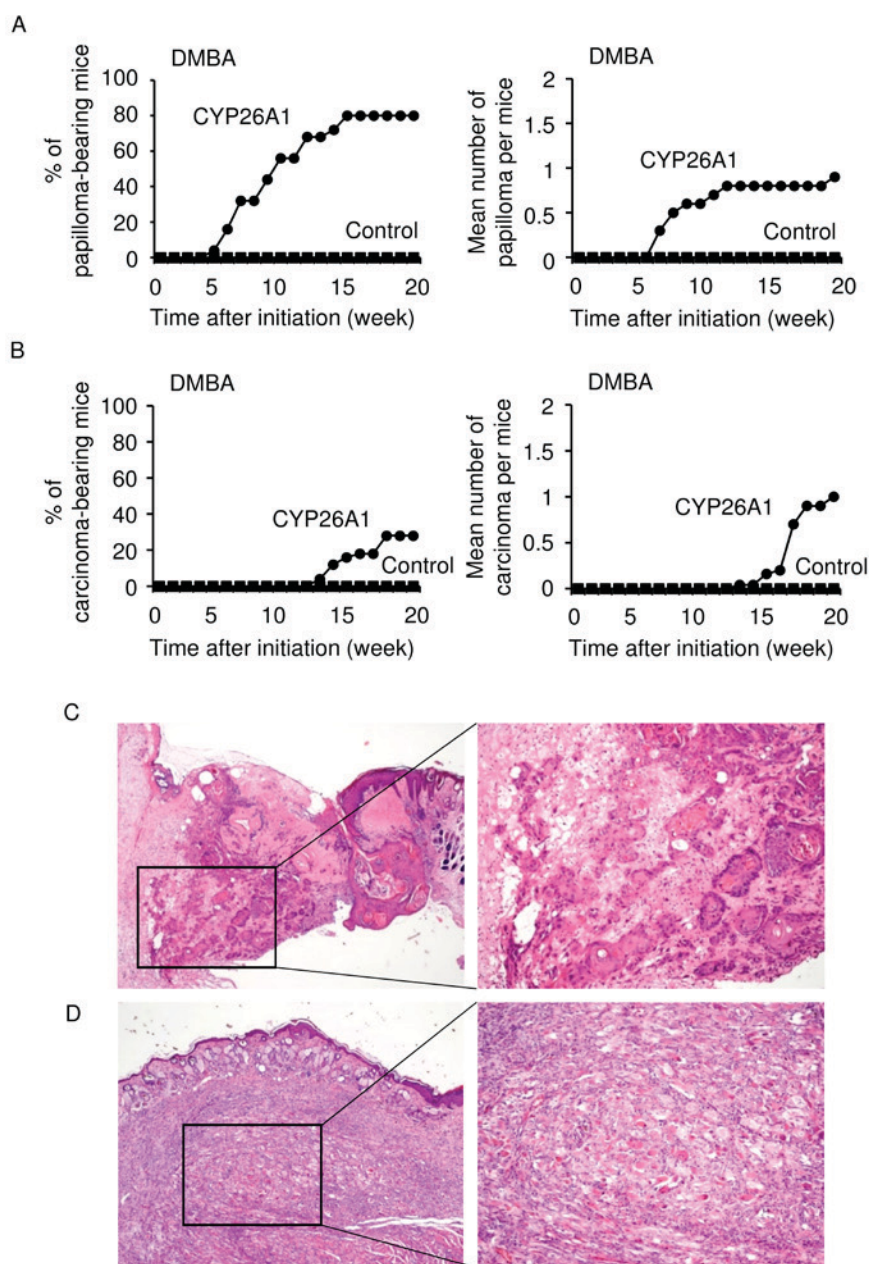 A
DMBA
% of
papilloma-bearing mice
100
80
60
40
20
0
CYP26A1
Control
0 5 10 15 20
Time after initiation (week)
DMBA
Mean number of
papilloma per mice
2
1.5
1
0.5
0
CYP26A1
Control
0 5 10 15 20
Time after initiation (week)
B
DMBA
% of
carcinoma-bearing mice
100
80
60
40
20
0
CYP26A1
Control
0 5 10 15 20
Time after initiation (week)
DMBA
Mean number of
carcinoma per mice
2
1.5
1
0.5
0
CYP26A1
Control
0 5 10 15 20
Time after initiation (week)
C
D